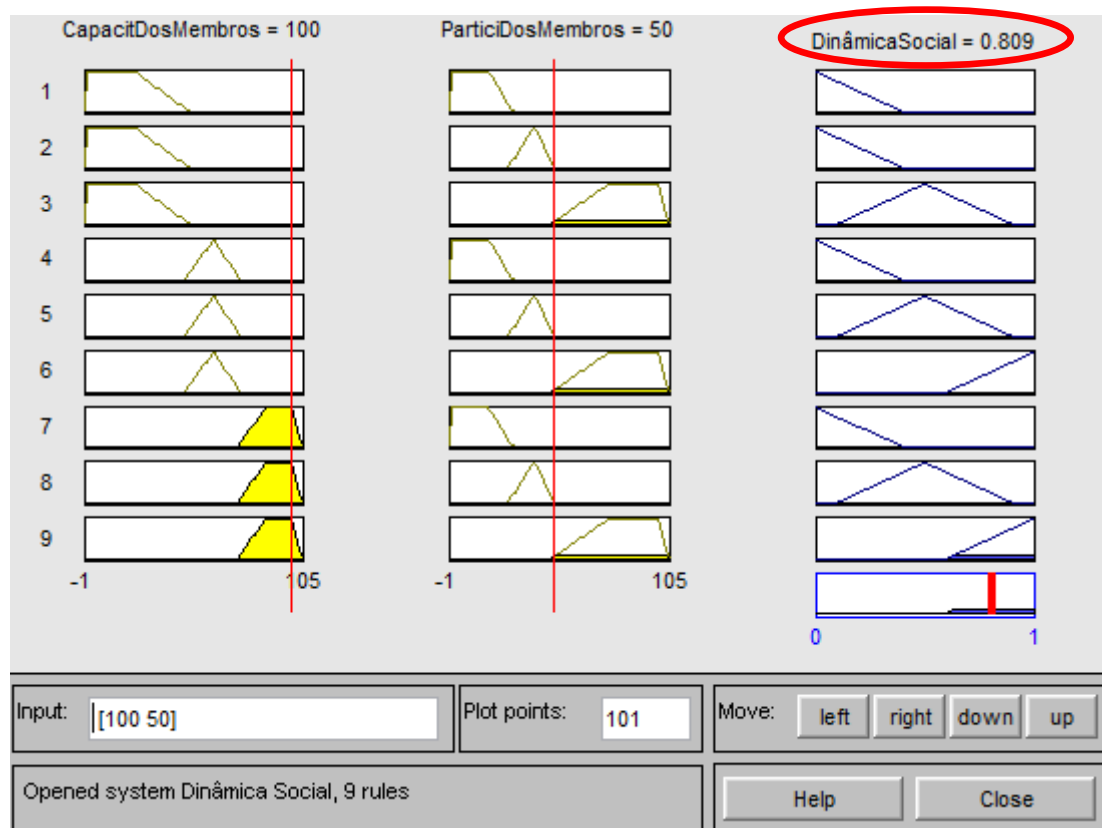 CapacitDosMembros = 100
ParticiDosMembros = 50
DinâmicaSocial = 0.809
1
2
3
4
5
6
7
8
9
-1
105
-1
105
0
1
Input:
[100 50]
Plot points:
101
Move:
left
right
down
up
Opened system Dinâmica Social, 9 rules
Help
Close